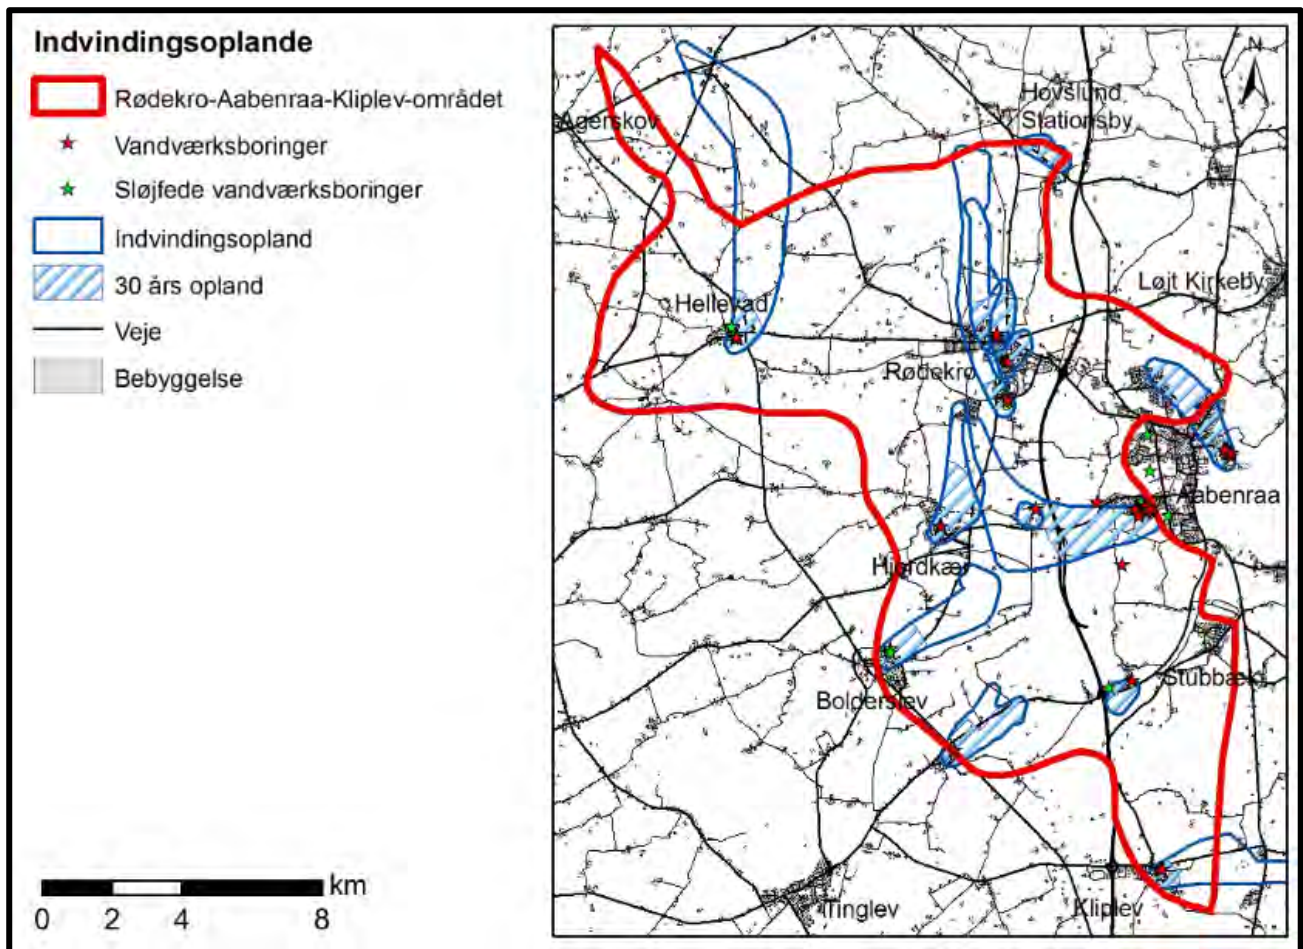 Indvindingsoplande
Rødekro-Aabenraa-Kliplev-området
Vandværksboringer
Sløjfede vandværksboringer
Indvindingsopland
30 års opland
Veje
Bebyggelse
km
0 2 4 8
N
Hovslund
Stationsby
Agerskov
Løjt Kirkeby
Hellevad
Rødekro
Aabenraa
Hjordkær
Stubbæk
Bolderslev
Tinglev
Kliplev